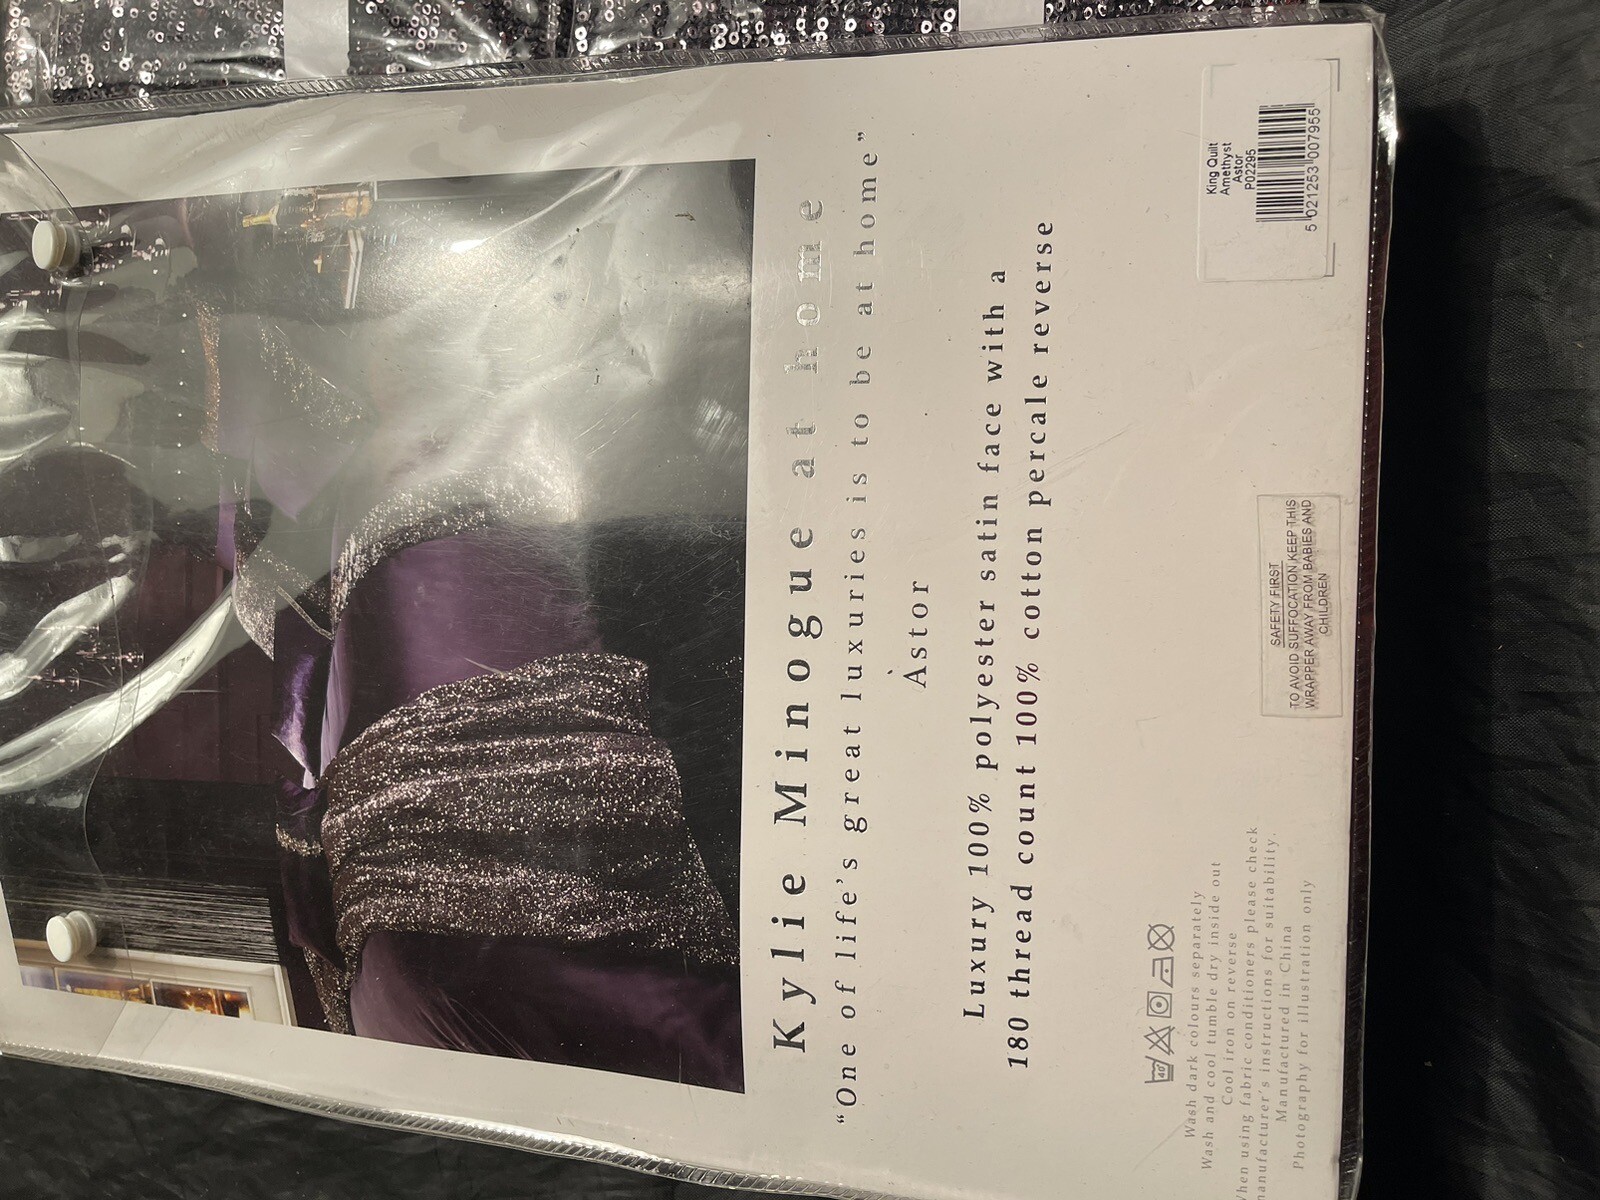 Kylie Minogue at home
“One of life's great luxuries is to be at home”
Astor
Luxury 100% polyester satin face with a
180 thread count 100% cotton percale reverse
40
Wash dark colours separately
Wash and cool tumble dry inside out
Cool iron on reverse
When using fabric conditioners please check
manufacturer's instructions for suitability.
Manufactured in China
Photography for illustration only
SAFETY FIRST
TO AVOID SUFFOCATION KEEP THIS
WRAPPER AWAY FROM BABIES AND
CHILDREN
King Quilt
Amethyst
Astor
P02295
5 021253 007955